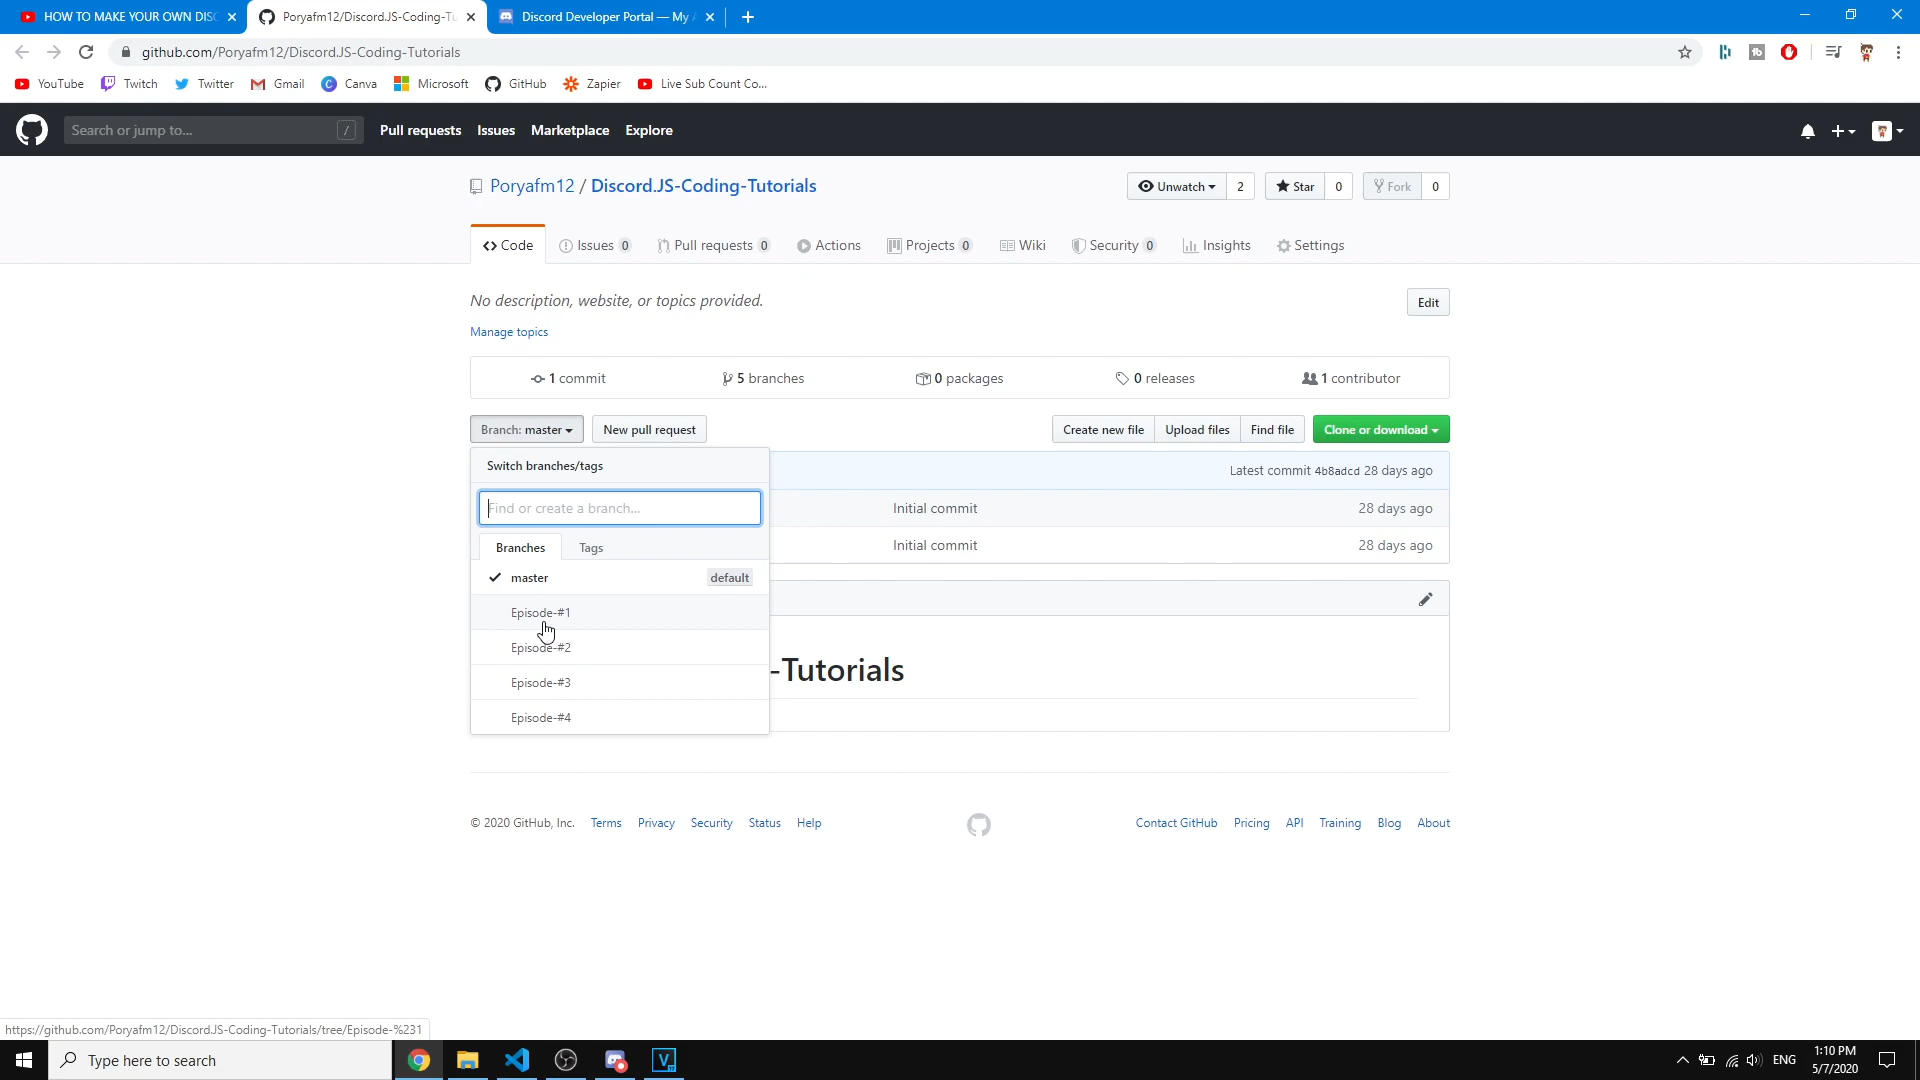 HOW TO MAKE YOUR OWN DISC
Poryafm12/Discord.JS-Coding-Tu
Discord Developer Portal — My A
github.com/Poryafm12/Discord.JS-Coding-Tutorials
YouTube Twitch Twitter Gmail Canva Microsoft GitHub Zapier Live Sub Count Co...
Search or jump to... / Pull requests Issues Marketplace Explore
Poryafm12 / Discord.JS-Coding-Tutorials
Unwatch 2 Star 0 Fork 0
Code Issues 0 Pull requests 0 Actions Projects 0 Wiki Security 0 Insights Settings
No description, website, or topics provided.
Edit
Manage topics
1 commit 5 branches 0 packages 0 releases 1 contributor
Branch: master New pull request Create new file Upload files Find file Clone or download
Switch branches/tags
Latest commit 4b8adcd 28 days ago
Find or create a branch...
Initial commit 28 days ago
Branches Tags
Initial commit 28 days ago
master default
Episode-#1
Episode-#2
Episode-#3
Episode-#4
-Tutorials
© 2020 GitHub, Inc. Terms Privacy Security Status Help
Contact GitHub Pricing API Training Blog About
https://github.com/Poryafm12/Discord.JS-Coding-Tutorials/tree/Episode-%231
Type here to search
ENG
1:10 PM
5/7/2020